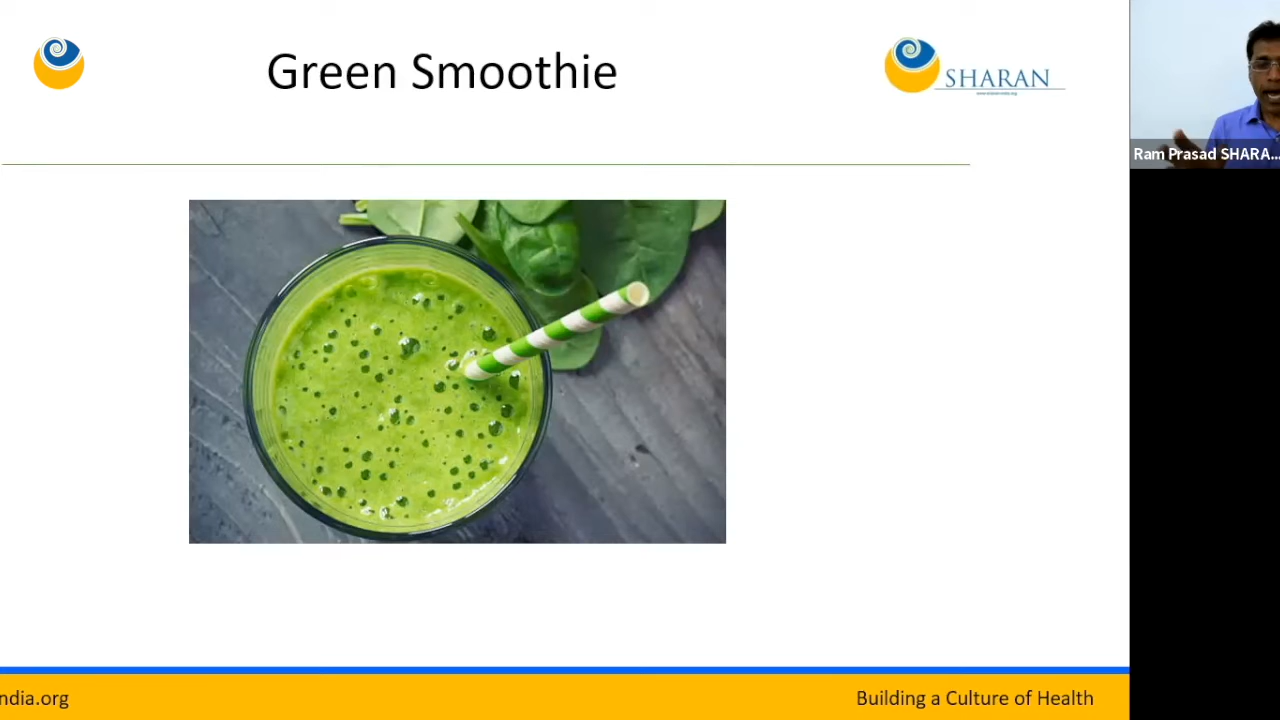 Green Smoothie
SHARAN
Ram Prasad SHARA...
ndia.org
Building a Culture of Health